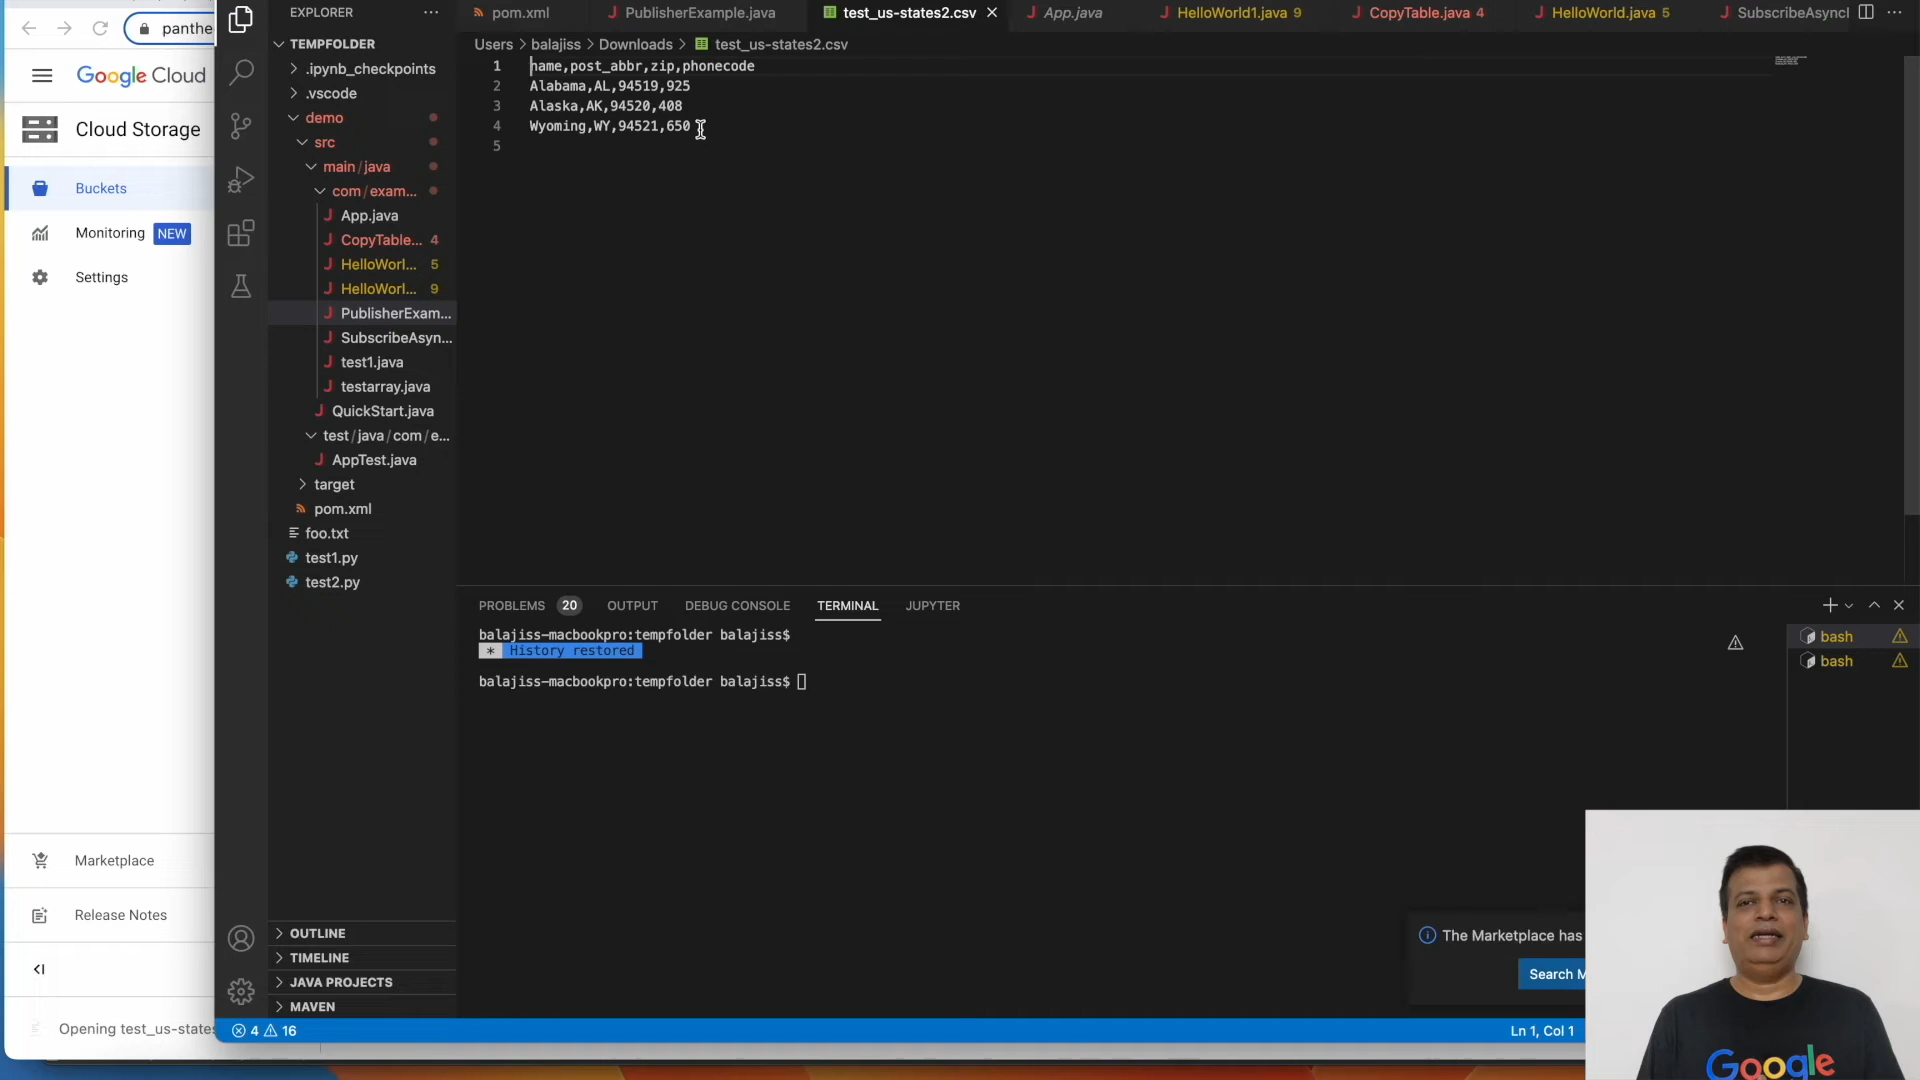 panthe
Google Cloud
Cloud Storage
Buckets
Monitoring NEW
Settings
Marketplace
Release Notes
Opening test_us-states
EXPLORER
TEMPFOLDER
.ipynb_checkpoints
.vscode
demo
src
main/java
com/exam...
App.java
CopyTable... 4
HelloWorl... 5
HelloWorl... 9
PublisherExam...
SubscribeAsyn...
test1.java
testarray.java
QuickStart.java
test/java/com/e...
AppTest.java
target
pom.xml
foo.txt
test1.py
test2.py
OUTLINE
TIMELINE
JAVA PROJECTS
MAVEN
4 16
pom.xml PublisherExample.java test_us-states2.csv App.java HelloWorld1.java 9 CopyTable.java 4 HelloWorld.java 5 SubscribeAsyncl
Users > balajiss > Downloads > test_us-states2.csv
1 name,post_abbr,zip,phonecode
2 Alabama,AL,94519,925
3 Alaska,AK,94520,408
4 Wyoming,WY,94521,650
5
PROBLEMS 20 OUTPUT DEBUG CONSOLE TERMINAL JUPYTER
balajiss-macbookpro:tempfolder balajiss$
* History restored
balajiss-macbookpro:tempfolder balajiss$
bash
bash
The Marketplace has
Search M
Ln 1, Col 1
Google